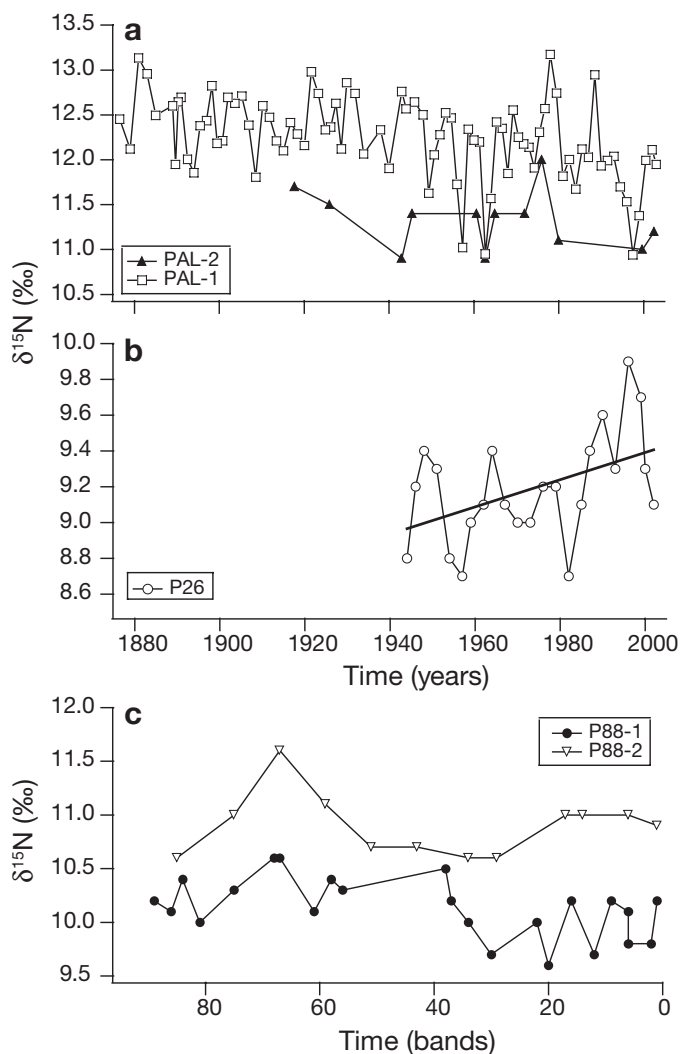 a
13.5
13.0
12.5
12.0
11.5
11.0
10.5
PAL-2
PAL-1
δ15N (‰)
b
10.0
9.8
9.6
9.4
9.2
9.0
8.8
8.6
P26
1880 1900 1920 1940 1960 1980 2000
Time (years)
c
12.0
11.5
11.0
10.5
10.0
9.5
δ15N (‰)
P88-1
P88-2
80 60 40 20 0
Time (bands)